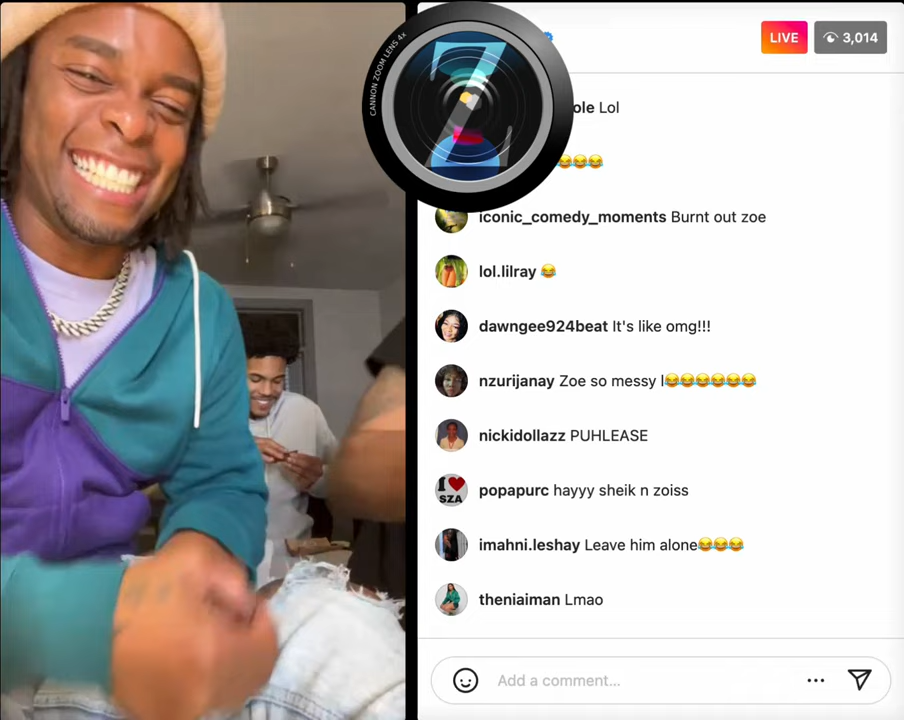 CANNON ZOOM LENS 4x
LIVE
3,014
ole Lol
😂😂😂
iconic_comedy_moments Burnt out zoe
lol.lilray 😂
dawngee924beat It's like omg!!!
nzurijanay Zoe so messy l😂😂😂😂😂😂
nickidollazz PUHLEASE
I ❤ SZA
popapurc hayyy sheik n zoiss
imahni.leshay Leave him alone😂😂😂
theniaiman Lmao
Add a comment...